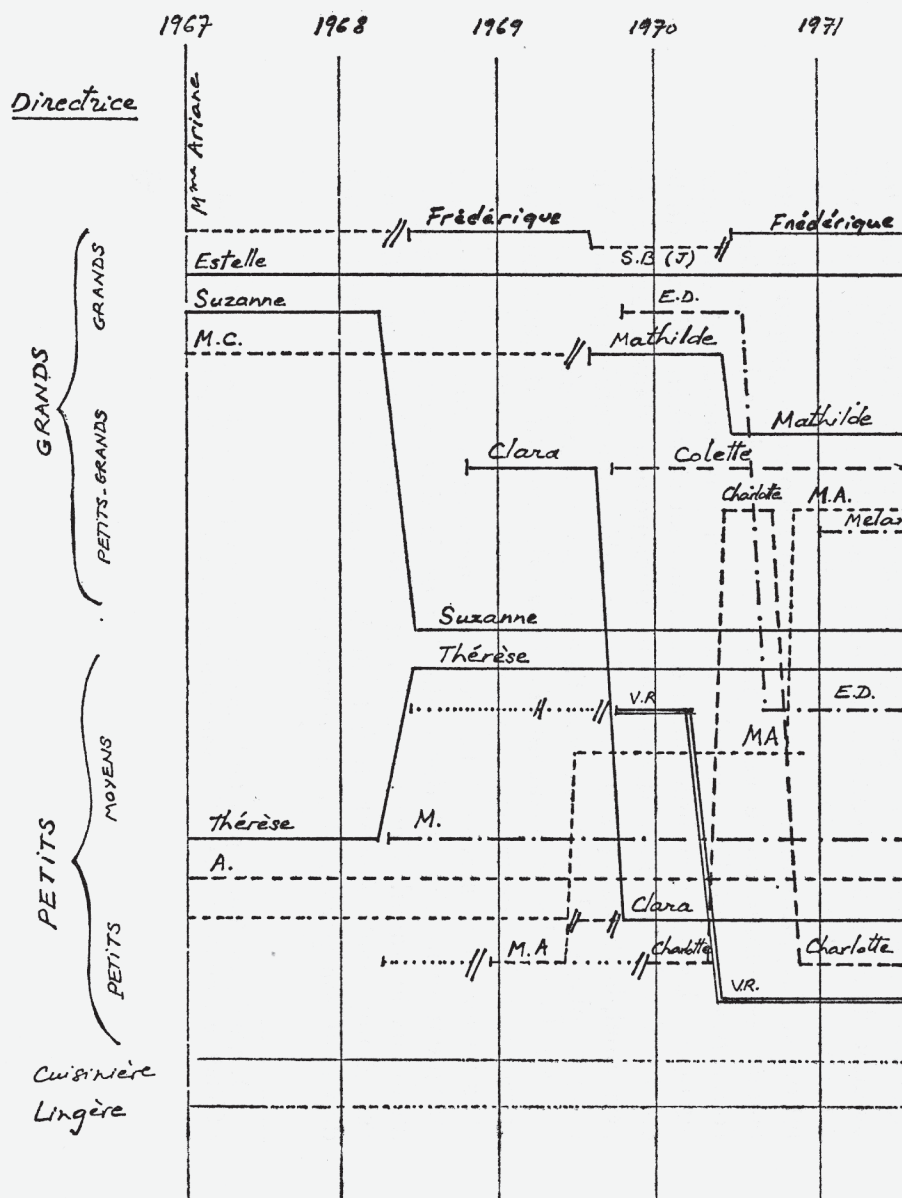 1967 1968 1969 1970 1971
Directrice
Mme Ariane
Frédérique Frédérique
S.B (J)
Estelle
Suzanne E.D.
M.C. Mathilde
GRANDS
GRANDS
PETITS-GRANDS
Mathilde
Clara Colette
Charlotte M.A.
Melan
Suzanne
Thérèse
V.R E.D.
MA
PETITS
MOYENS
PETITS
Thérèse M.
A.
Clara
M.A Charlotte Charlotte
V.R.
Cuisinière
Lingère